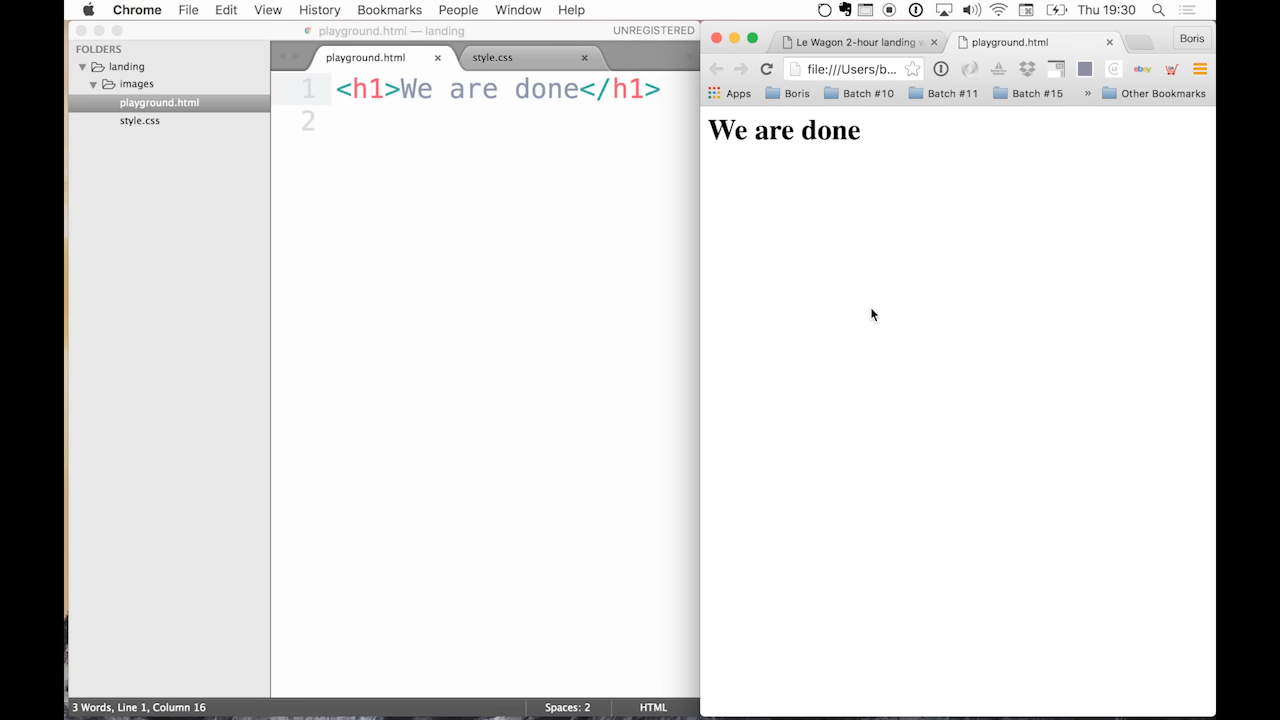 Chrome File Edit View History Bookmarks People Window Help Thu 19:30
playground.html — landing UNREGISTERED
FOLDERS
landing
images
playground.html
style.css
playground.html × style.css ×
1 <h1>We are done</h1>
2
3 Words, Line 1, Column 16 Spaces: 2 HTML
Le Wagon 2-hour landing × playground.html × Boris
file:///Users/b... ebay
Apps Boris Batch #10 Batch #11 Batch #15 » Other Bookmarks
We are done